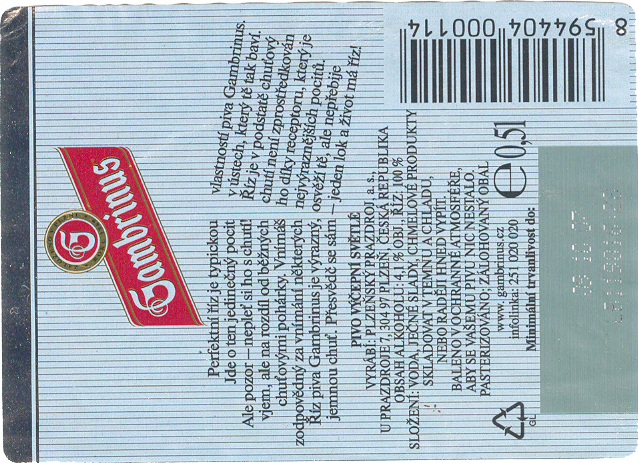 Gambrinus
Perfektní říz je typickou vlastností piva Gambrinus.
Jde o ten jedinečný pocit v ústech, který tě tak baví.
Ale pozor – nepleť si ho s chutí! Říz je v podstatě chuťový
vjem, ale na rozdíl od běžných chutí není zprostředkován
chuťovými pohárky. Vnímáš ho díky receptoru, který je
zodpovědný za vnímání některých nejvýraznějších pocitů.
Říz piva Gambrinus je výrazný, osvěží tě, ale nepřebije
jemnou chuť. Přesvědč se sám – jeden lok a život má říz!
PIVO VÝČEPNÍ SVĚTLÉ
VYRÁBÍ: PLZEŇSKÝ PRAZDROJ, a. s.,
U PRAZDROJE 7, 304 97 PLZEŇ, ČESKÁ REPUBLIKA
OBSAH ALKOHOLU: 4,1 % OBJ., ŘÍZ: 100 %
SLOŽENÍ: VODA, JEČNÉ SLADY, CHMELOVÉ PRODUKTY
SKLADOVAT V TEMNU A CHLADU,
NEBO RADĚJI HNED VYPÍT.
BALENO V OCHRANNÉ ATMOSFÉŘE,
ABY SE VAŠEMU PIVU NIC NESTALO.
PASTERIZOVÁNO; ZÁLOHOVANÝ OBAL
www. gambrinus.cz
infolinka: 251 020 020
e 0,5l
Minimální trvanlivost do:
GL
8 594404 000114